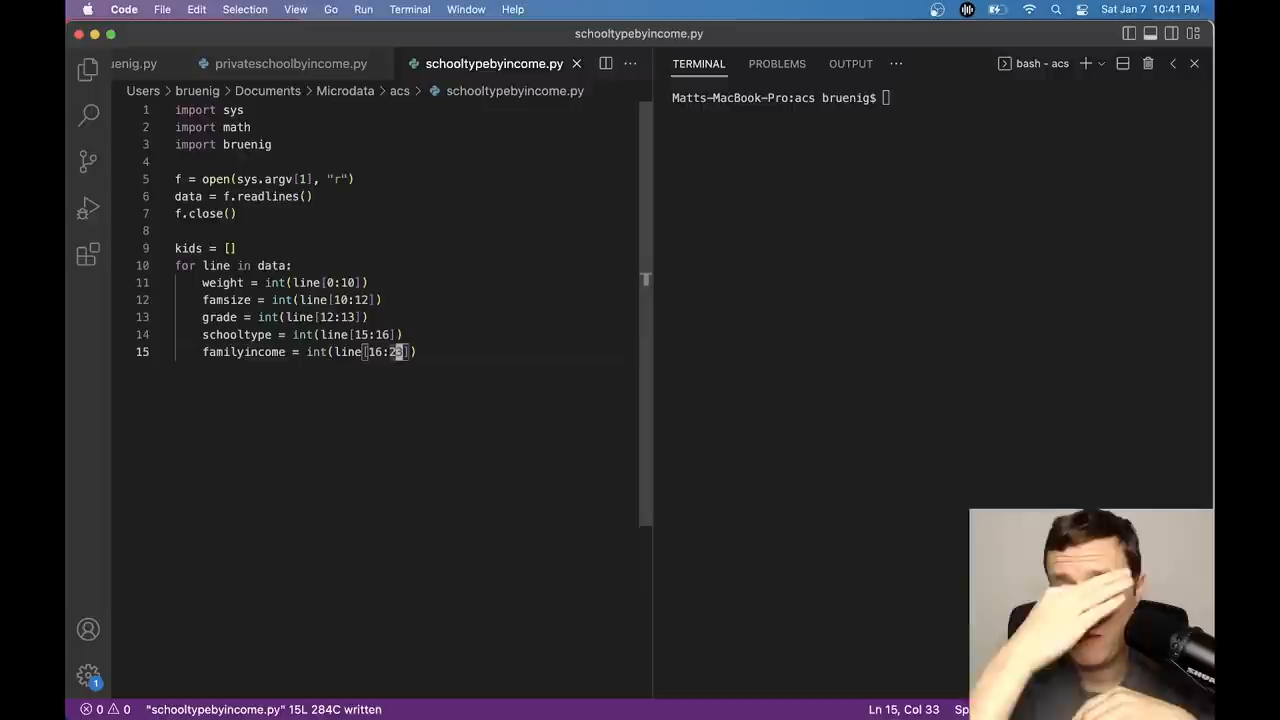 Code File Edit Selection View Go Run Terminal Window Help Sat Jan 7 10:41 PM
schooltypebyincome.py
uenig.py privateschoolbyincome.py schooltypebyincome.py
TERMINAL PROBLEMS OUTPUT bash - acs
Users bruenig Documents Microdata acs schooltypebyincome.py
Matts-MacBook-Pro:acs bruenig$
1 import sys
2 import math
3 import bruenig
4
5 f = open(sys.argv[1], "r")
6 data = f.readlines()
7 f.close()
8
9 kids = []
10 for line in data:
11 weight = int(line[0:10])
12 famsize = int(line[10:12])
13 grade = int(line[12:13])
14 schooltype = int(line[15:16])
15 familyincome = int(line[16:23])
1
0 0 "schooltypebyincome.py" 15L 284C written
Ln 15, Col 33 Sp
SHURE